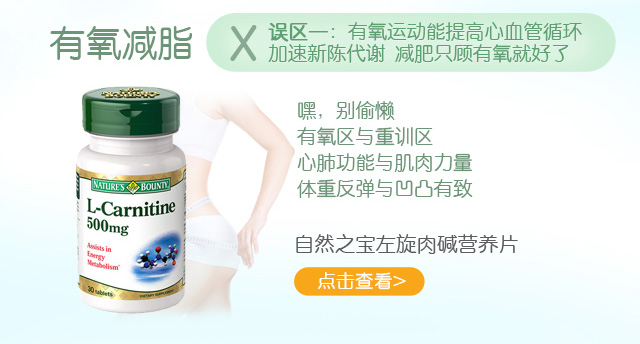 有氧减脂
X
误区一：有氧运动能提高心血管循环
加速新陈代谢 减肥只顾有氧就好了
嘿，别偷懒
有氧区与重训区
心肺功能与肌肉力量
体重反弹与凹凸有致
自然之宝左旋肉碱营养片
点击查看>
NATURE'S BOUNTY
L-Carnitine
500mg
Assists in
Energy
Metabolism*
30 tablets
DIETARY SUPPLEMENT